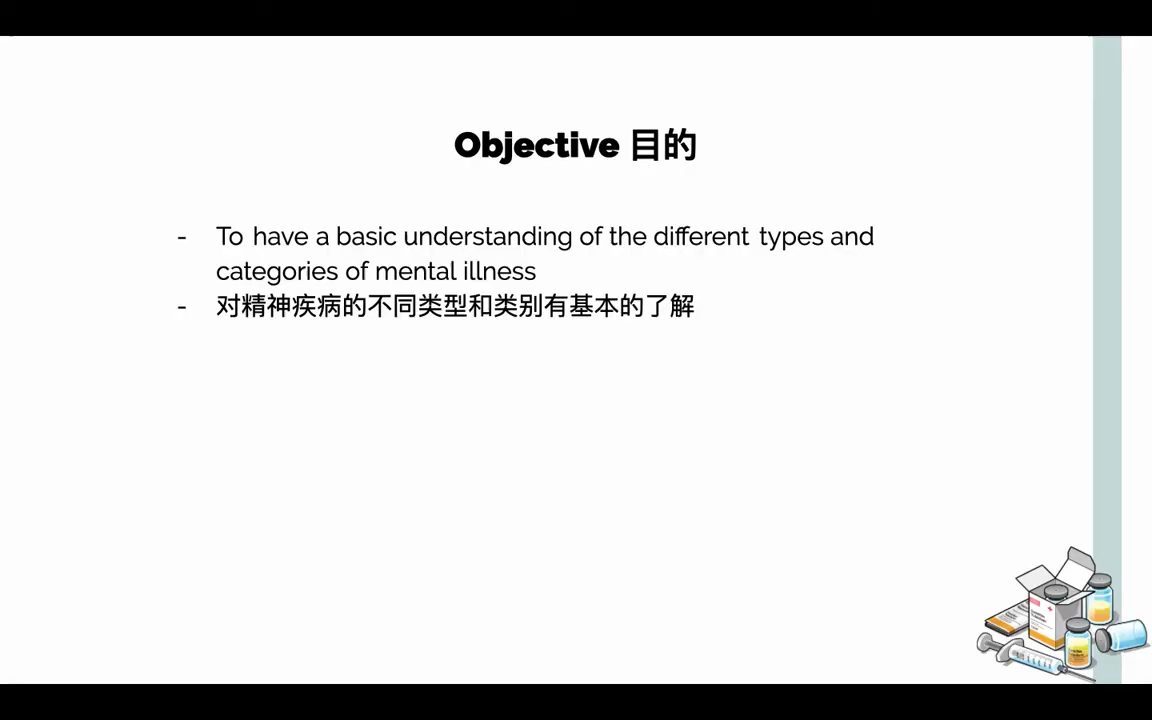 Objective 目的
- To have a basic understanding of the different types and
categories of mental illness
- 对精神疾病的不同类型和类别有基本的了解